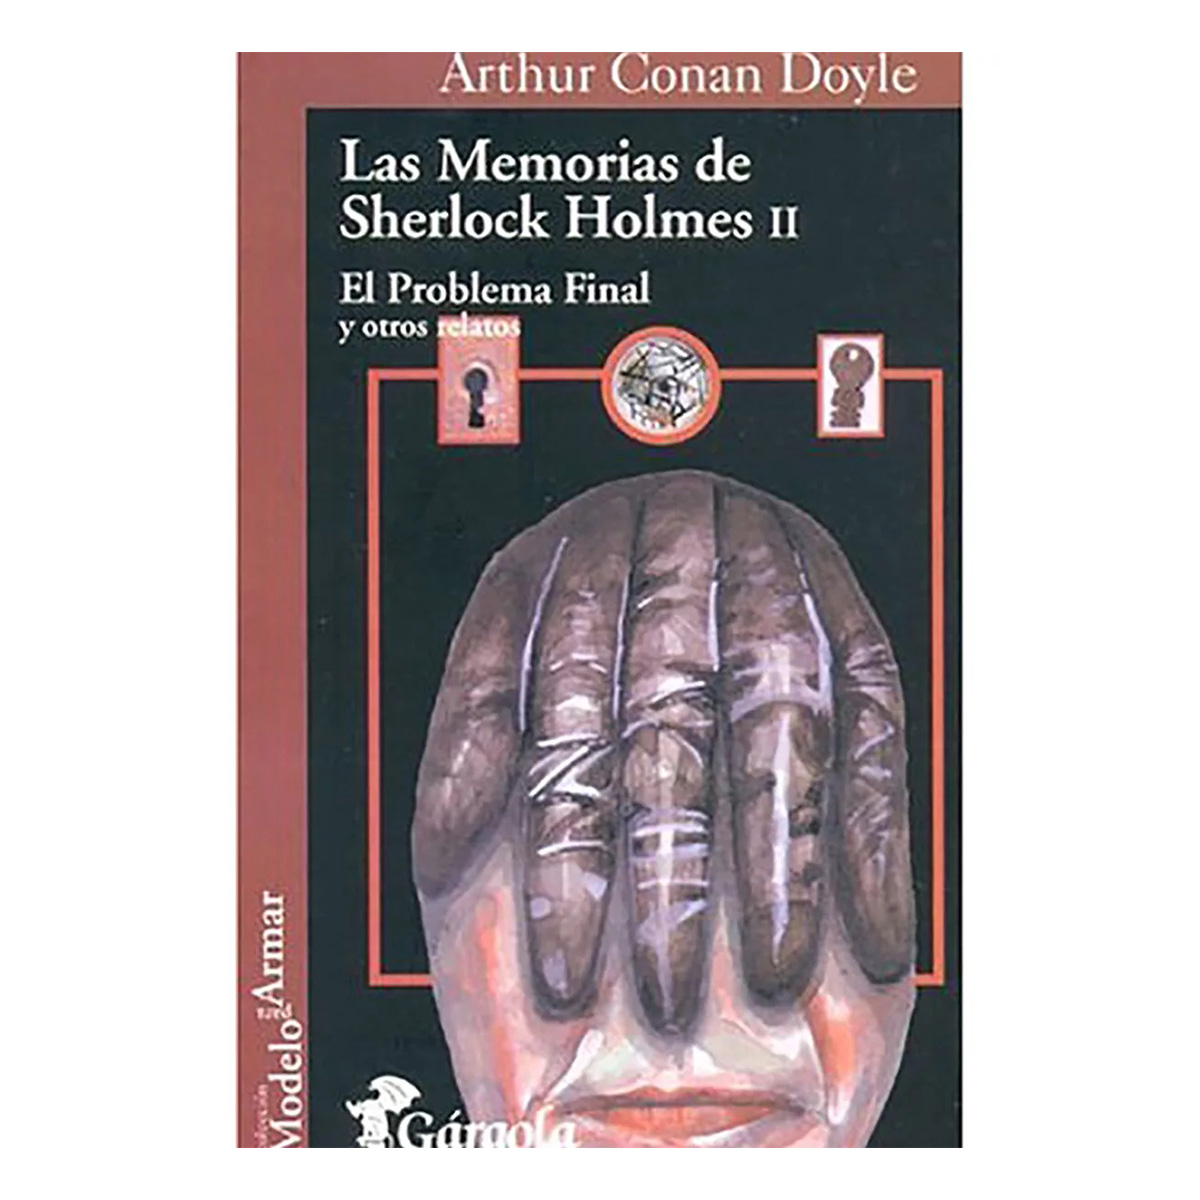 Arthur Conan Doyle
Las Memorias de
Sherlock Holmes II
El Problema Final
y otros relatos
colección
Modelo para Armar
Gárgola